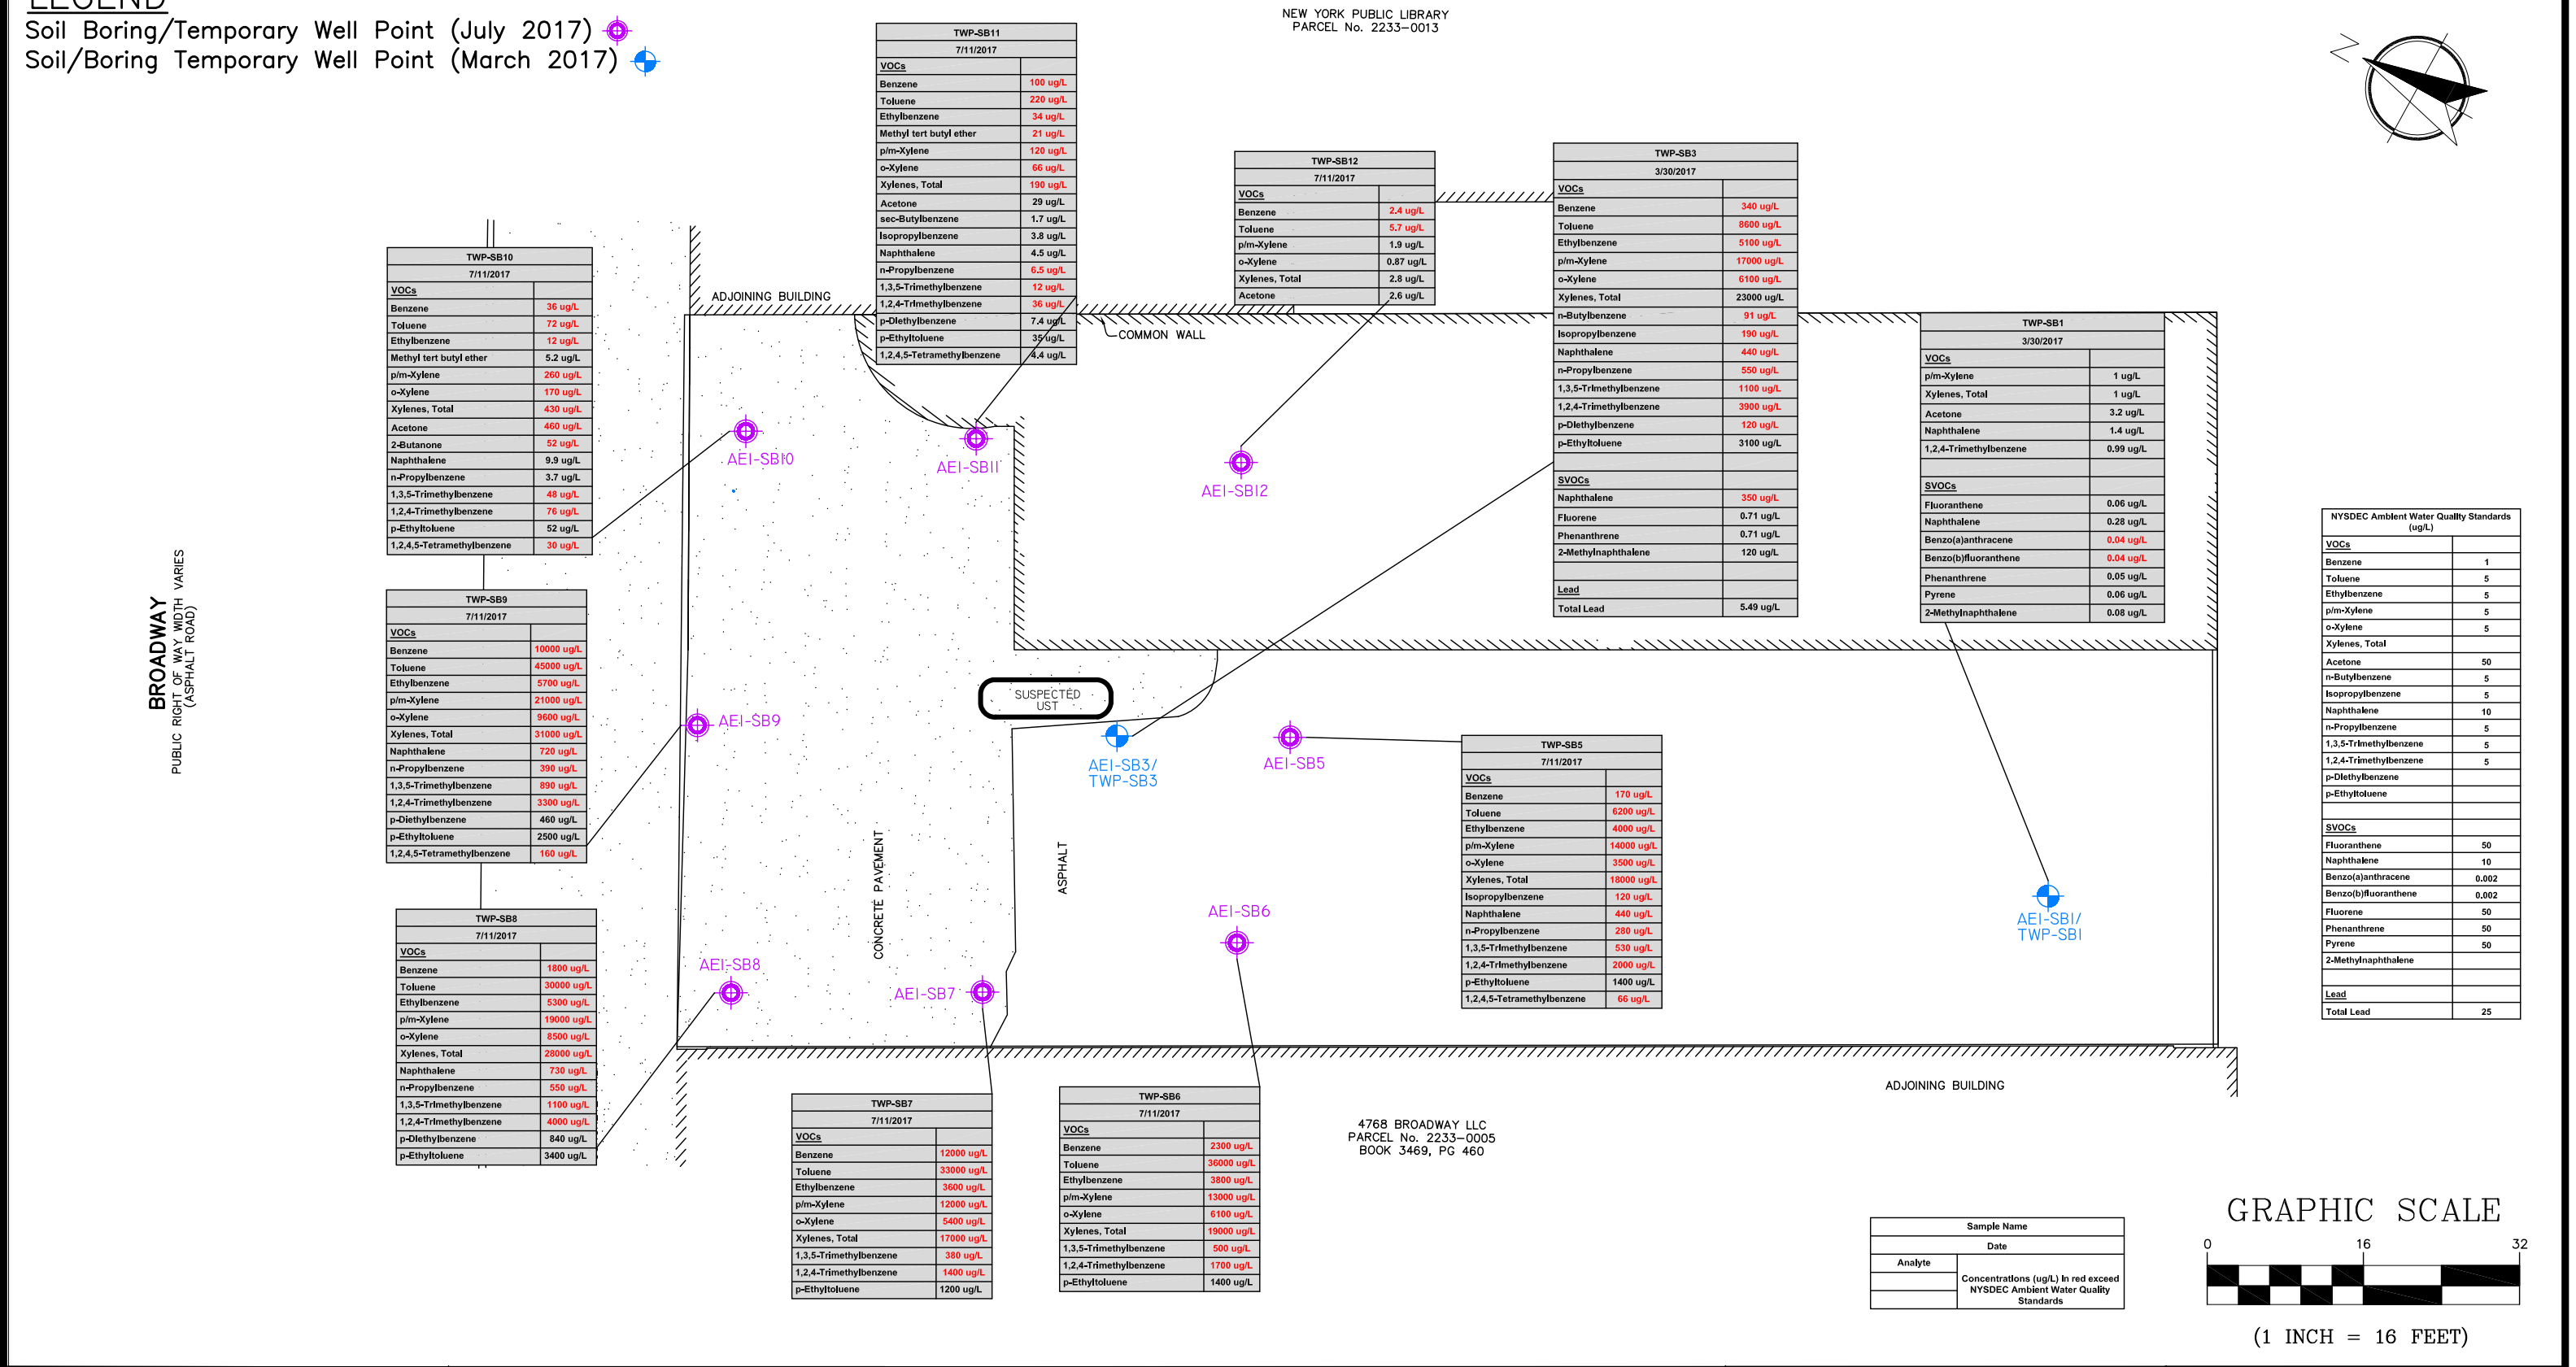 LEGEND
Soil Boring/Temporary Well Point (July 2017)
Soil/Boring Temporary Well Point (March 2017)
NEW YORK PUBLIC LIBRARY
PARCEL No. 2233-0013
Z
TWP-SB11
7/11/2017
VOCs
Benzene 100 ug/L
Toluene 220 ug/L
Ethylbenzene 34 ug/L
Methyl tert butyl ether 21 ug/L
p/m-Xylene 120 ug/L
o-Xylene 66 ug/L
Xylenes, Total 190 ug/L
Acetone 29 ug/L
sec-Butylbenzene 1.7 ug/L
Isopropylbenzene 3.8 ug/L
Naphthalene 4.5 ug/L
n-Propylbenzene 6.5 ug/L
1,3,5-Trimethylbenzene 12 ug/L
1,2,4-Trimethylbenzene 36 ug/L
p-Diethylbenzene 7.4 ug/L
p-Ethyltoluene 35 ug/L
1,2,4,5-Tetramethylbenzene 4.4 ug/L
TWP-SB12
7/11/2017
VOCs
Benzene 2.4 ug/L
Toluene 5.7 ug/L
p/m-Xylene 1.9 ug/L
o-Xylene 0.87 ug/L
Xylenes, Total 2.8 ug/L
Acetone 2.6 ug/L
TWP-SB3
3/30/2017
VOCs
Benzene 340 ug/L
Toluene 8600 ug/L
Ethylbenzene 5100 ug/L
p/m-Xylene 17000 ug/L
o-Xylene 6100 ug/L
Xylenes, Total 23000 ug/L
n-Butylbenzene 91 ug/L
Isopropylbenzene 190 ug/L
Naphthalene 440 ug/L
n-Propylbenzene 550 ug/L
1,3,5-Trimethylbenzene 1100 ug/L
1,2,4-Trimethylbenzene 3900 ug/L
p-Diethylbenzene 120 ug/L
p-Ethyltoluene 3100 ug/L
SVOCs
Naphthalene 350 ug/L
Fluorene 0.71 ug/L
Phenanthrene 0.71 ug/L
2-Methylnaphthalene 120 ug/L
Lead
Total Lead 5.49 ug/L
TWP-SB1
3/30/2017
VOCs
p/m-Xylene 1 ug/L
Xylenes, Total 1 ug/L
Acetone 3.2 ug/L
Naphthalene 1.4 ug/L
1,2,4-Trimethylbenzene 0.99 ug/L
SVOCs
Fluoranthene 0.06 ug/L
Naphthalene 0.28 ug/L
Benzo(a)anthracene 0.04 ug/L
Benzo(b)fluoranthene 0.04 ug/L
Phenanthrene 0.05 ug/L
Pyrene 0.06 ug/L
2-Methylnaphthalene 0.08 ug/L
TWP-SB10
7/11/2017
VOCs
Benzene 36 ug/L
Toluene 72 ug/L
Ethylbenzene 12 ug/L
Methyl tert butyl ether 5.2 ug/L
p/m-Xylene 260 ug/L
o-Xylene 170 ug/L
Xylenes, Total 430 ug/L
Acetone 460 ug/L
2-Butanone 52 ug/L
Naphthalene 9.9 ug/L
n-Propylbenzene 3.7 ug/L
1,3,5-Trimethylbenzene 48 ug/L
1,2,4-Trimethylbenzene 76 ug/L
p-Ethyltoluene 52 ug/L
1,2,4,5-Tetramethylbenzene 30 ug/L
ADJOINING BUILDING
COMMON WALL
AEI-SB10
AEI-SB11
AEI-SB12
BROADWAY
PUBLIC RIGHT OF WAY WIDTH VARIES
(ASPHALT ROAD)
TWP-SB9
7/11/2017
VOCs
Benzene 10000 ug/L
Toluene 45000 ug/L
Ethylbenzene 5700 ug/L
p/m-Xylene 21000 ug/L
o-Xylene 9600 ug/L
Xylenes, Total 31000 ug/L
Naphthalene 720 ug/L
n-Propylbenzene 390 ug/L
1,3,5-Trimethylbenzene 890 ug/L
1,2,4-Trimethylbenzene 3300 ug/L
p-Diethylbenzene 460 ug/L
p-Ethyltoluene 2500 ug/L
1,2,4,5-Tetramethylbenzene 160 ug/L
SUSPECTED
UST
AEI-SB9
AEI-SB3/
TWP-SB3
AEI-SB5
TWP-SB5
7/11/2017
VOCs
Benzene 170 ug/L
Toluene 6200 ug/L
Ethylbenzene 4000 ug/L
p/m-Xylene 14000 ug/L
o-Xylene 3500 ug/L
Xylenes, Total 18000 ug/L
Isopropylbenzene 120 ug/L
Naphthalene 440 ug/L
n-Propylbenzene 280 ug/L
1,3,5-Trimethylbenzene 530 ug/L
1,2,4-Trimethylbenzene 2000 ug/L
p-Ethyltoluene 1400 ug/L
1,2,4,5-Tetramethylbenzene 66 ug/L
NYSDEC Ambient Water Quality Standards
(ug/L)
VOCs
Benzene 1
Toluene 5
Ethylbenzene 5
p/m-Xylene 5
o-Xylene 5
Xylenes, Total
Acetone 50
n-Butylbenzene 5
Isopropylbenzene 5
Naphthalene 10
n-Propylbenzene 5
1,3,5-Trimethylbenzene 5
1,2,4-Trimethylbenzene 5
p-Diethylbenzene
p-Ethyltoluene
SVOCs
Fluoranthene 50
Naphthalene 10
Benzo(a)anthracene 0.002
Benzo(b)fluoranthene 0.002
Fluorene 50
Phenanthrene 50
Pyrene 50
2-Methylnaphthalene
Lead
Total Lead 25
CONCRETE PAVEMENT
ASPHALT
AEI-SB6
AEI-SB1/
TWP-SB1
AEI-SB8
AEI-SB7
TWP-SB8
7/11/2017
VOCs
Benzene 1800 ug/L
Toluene 30000 ug/L
Ethylbenzene 5300 ug/L
p/m-Xylene 19000 ug/L
o-Xylene 8500 ug/L
Xylenes, Total 28000 ug/L
Naphthalene 730 ug/L
n-Propylbenzene 550 ug/L
1,3,5-Trimethylbenzene 1100 ug/L
1,2,4-Trimethylbenzene 4000 ug/L
p-Diethylbenzene 840 ug/L
p-Ethyltoluene 3400 ug/L
TWP-SB7
7/11/2017
VOCs
Benzene 12000 ug/L
Toluene 33000 ug/L
Ethylbenzene 3600 ug/L
p/m-Xylene 12000 ug/L
o-Xylene 5400 ug/L
Xylenes, Total 17000 ug/L
1,3,5-Trimethylbenzene 380 ug/L
1,2,4-Trimethylbenzene 1400 ug/L
p-Ethyltoluene 1200 ug/L
TWP-SB6
7/11/2017
VOCs
Benzene 2300 ug/L
Toluene 36000 ug/L
Ethylbenzene 3800 ug/L
p/m-Xylene 13000 ug/L
o-Xylene 6100 ug/L
Xylenes, Total 19000 ug/L
1,3,5-Trimethylbenzene 500 ug/L
1,2,4-Trimethylbenzene 1700 ug/L
p-Ethyltoluene 1400 ug/L
ADJOINING BUILDING
4768 BROADWAY LLC
PARCEL No. 2233-0005
BOOK 3469, PG 460
Sample Name
Date
Analyte
Concentrations (ug/L) in red exceed
NYSDEC Ambient Water Quality
Standards
GRAPHIC SCALE
0 16 32
(1 INCH = 16 FEET)